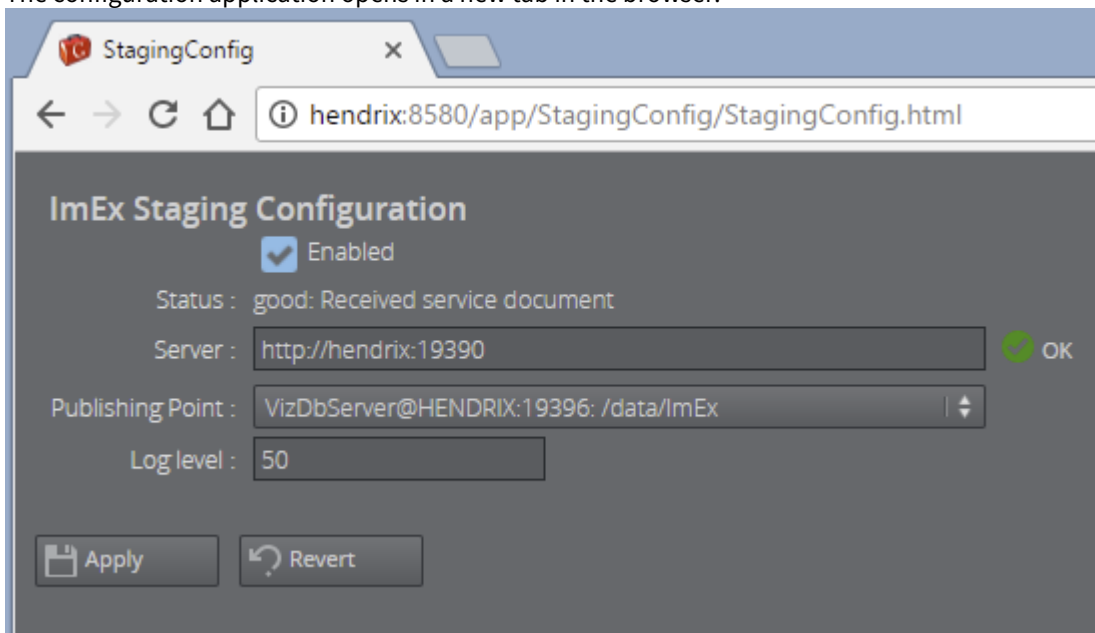 The configuration application opens in a new tab in the browser.
StagingConfig
hendrix:8580/app/StagingConfig/StagingConfig.html
ImEx Staging Configuration
Enabled
Status : good: Received service document
Server : http://hendrix:19390 OK
Publishing Point : VizDbServer@HENDRIX:19396: /data/ImEx
Log level : 50
Apply Revert